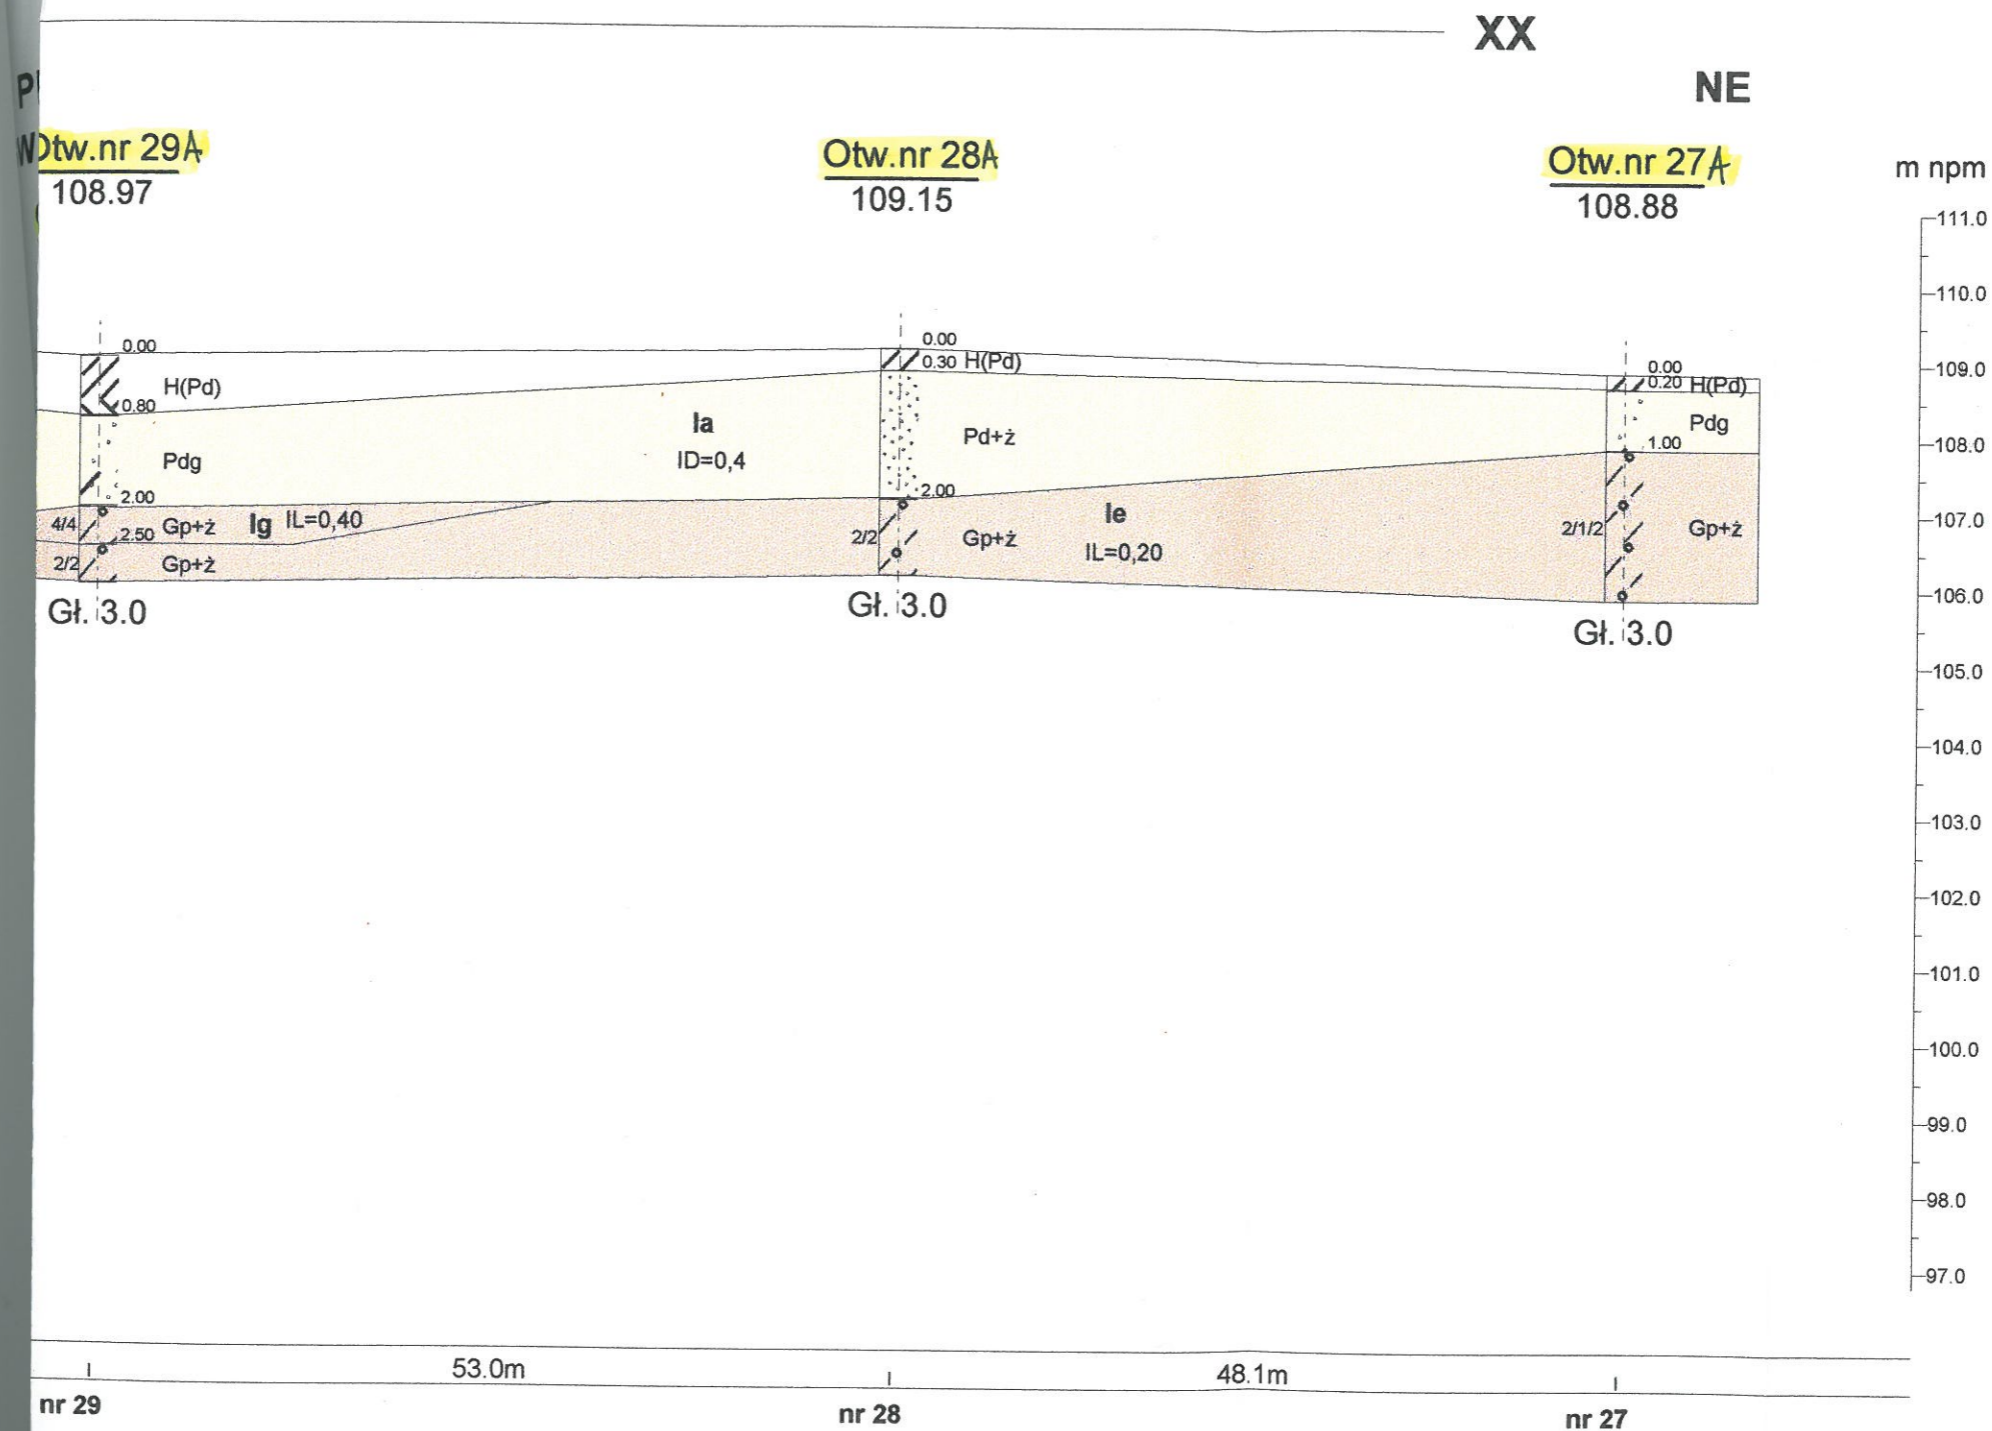 XX
NE
Otw.nr 29A
108.97
Otw.nr 28A
109.15
Otw.nr 27A
108.88
m npm
111.0
110.0
109.0
108.0
107.0
106.0
105.0
104.0
103.0
102.0
101.0
100.0
99.0
98.0
97.0
0.00
H(Pd)
0.80
Pdg
2.00
4/4 Gp+ż Ig IL=0,40
2.50
2/2 Gp+ż
Gł. 3.0
Ia
ID=0,4
0.00
0.30 H(Pd)
Pd+ż
2.00
2/2 Gp+ż
Gł. 3.0
Ie
IL=0,20
0.00
0.20 H(Pd)
Pdg
1.00
2/1/2 Gp+ż
Gł. 3.0
53.0m
48.1m
nr 29
nr 28
nr 27